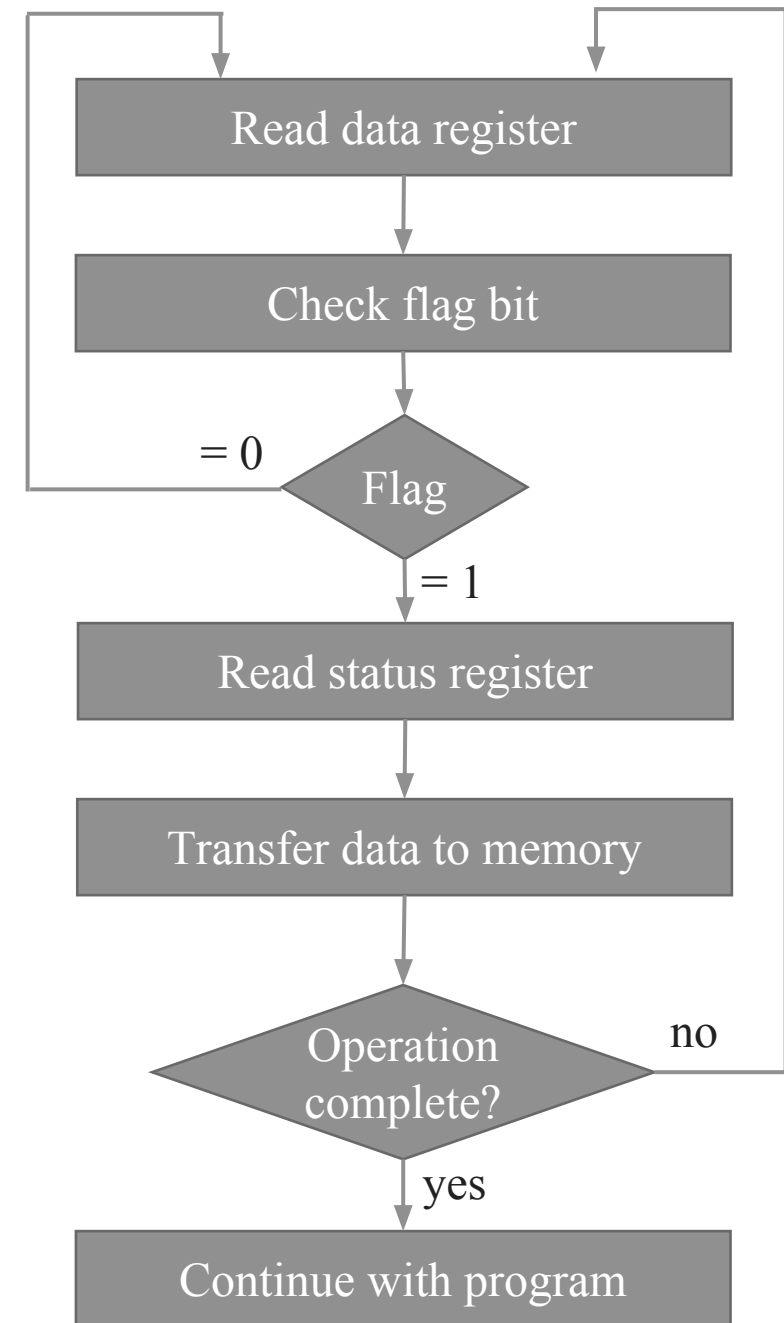 Read data register
Check flag bit
= 0
Flag
= 1
Read status register
Transfer data to memory
Operation
complete?
no
yes
Continue with program